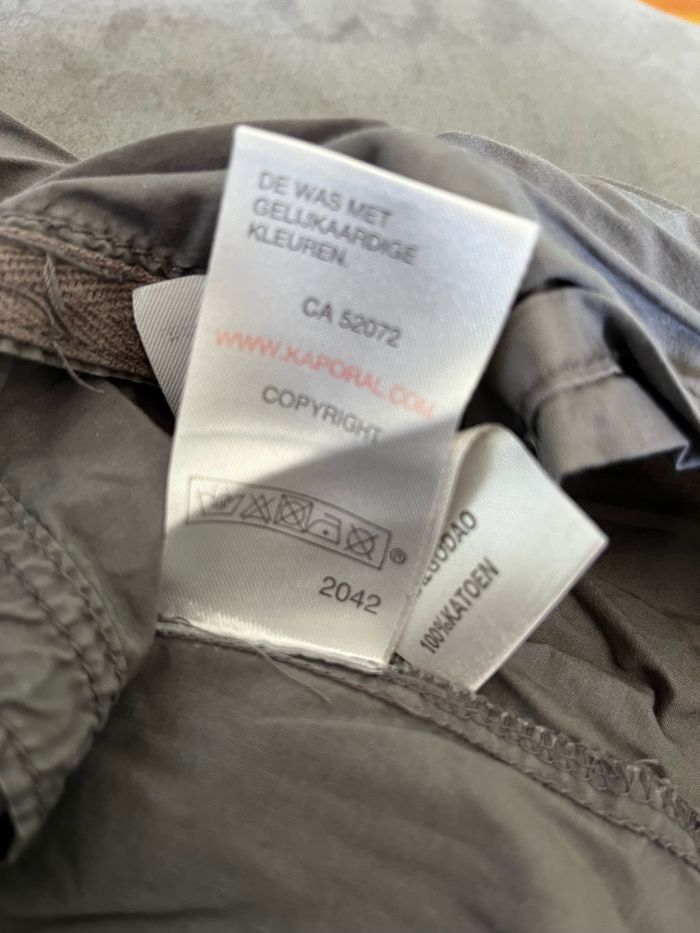 DE WAS MET
GELIJKAARDIGE
KLEUREN.
CA 52072
WWW.KAPORAL.COM
COPYRIGHT
®
2042
100%KATOEN